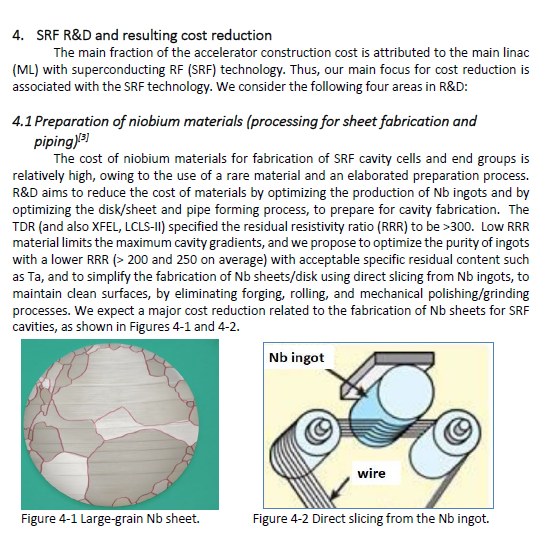 4. SRF R&D and resulting cost reduction
The main fraction of the accelerator construction cost is attributed to the main linac
(ML) with superconducting RF (SRF) technology. Thus, our main focus for cost reduction is
associated with the SRF technology. We consider the following four areas in R&D:
4.1 Preparation of niobium materials (processing for sheet fabrication and
piping)[3]
The cost of niobium materials for fabrication of SRF cavity cells and end groups is
relatively high, owing to the use of a rare material and an elaborated preparation process.
R&D aims to reduce the cost of materials by optimizing the production of Nb ingots and by
optimizing the disk/sheet and pipe forming process, to prepare for cavity fabrication. The
TDR (and also XFEL, LCLS-II) specified the residual resistivity ratio (RRR) to be >300. Low RRR
material limits the maximum cavity gradients, and we propose to optimize the purity of ingots
with a lower RRR (> 200 and 250 on average) with acceptable specific residual content such
as Ta, and to simplify the fabrication of Nb sheets/disk using direct slicing from Nb ingots, to
maintain clean surfaces, by eliminating forging, rolling, and mechanical polishing/grinding
processes. We expect a major cost reduction related to the fabrication of Nb sheets for SRF
cavities, as shown in Figures 4-1 and 4-2.
Nb ingot
wire
Figure 4-1 Large-grain Nb sheet.
Figure 4-2 Direct slicing from the Nb ingot.